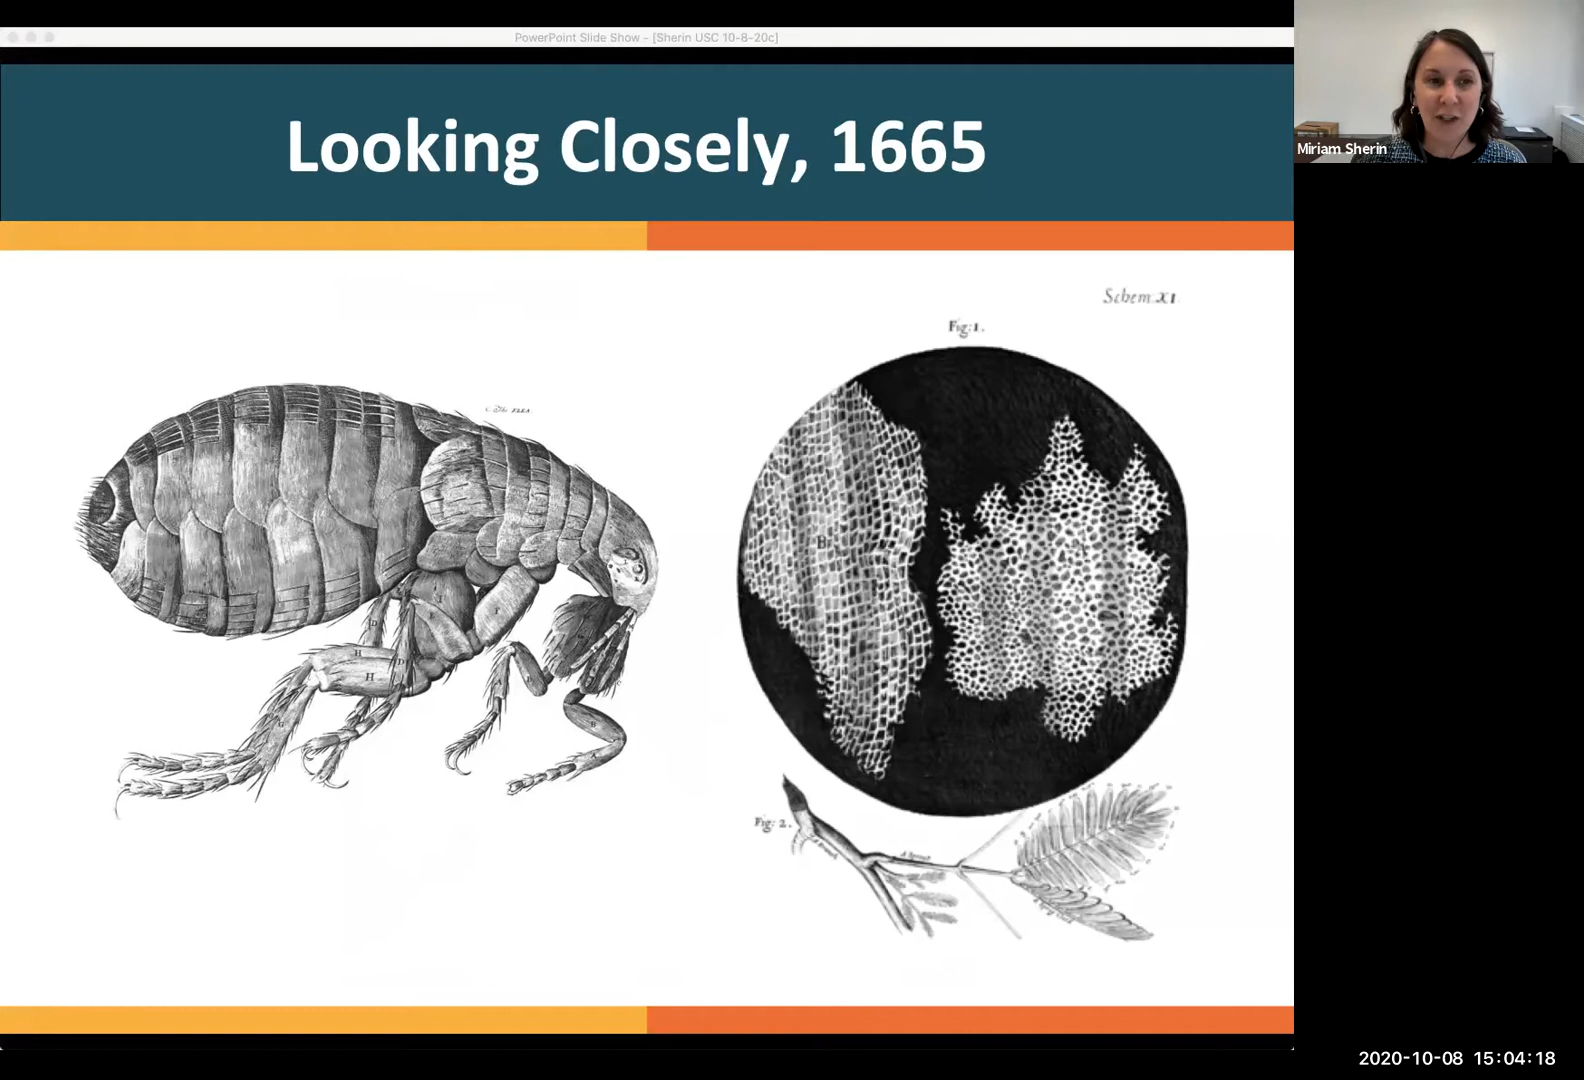 PowerPoint Slide Show - [Sherin USC 10-8-20c]
Looking Closely, 1665
Miriam Sherin
Schem. XI.
Fig: 1.
FLEA
B
A
H
H
D
D
G
A
B
Fig: 2.
2020-10-08 15:04:18